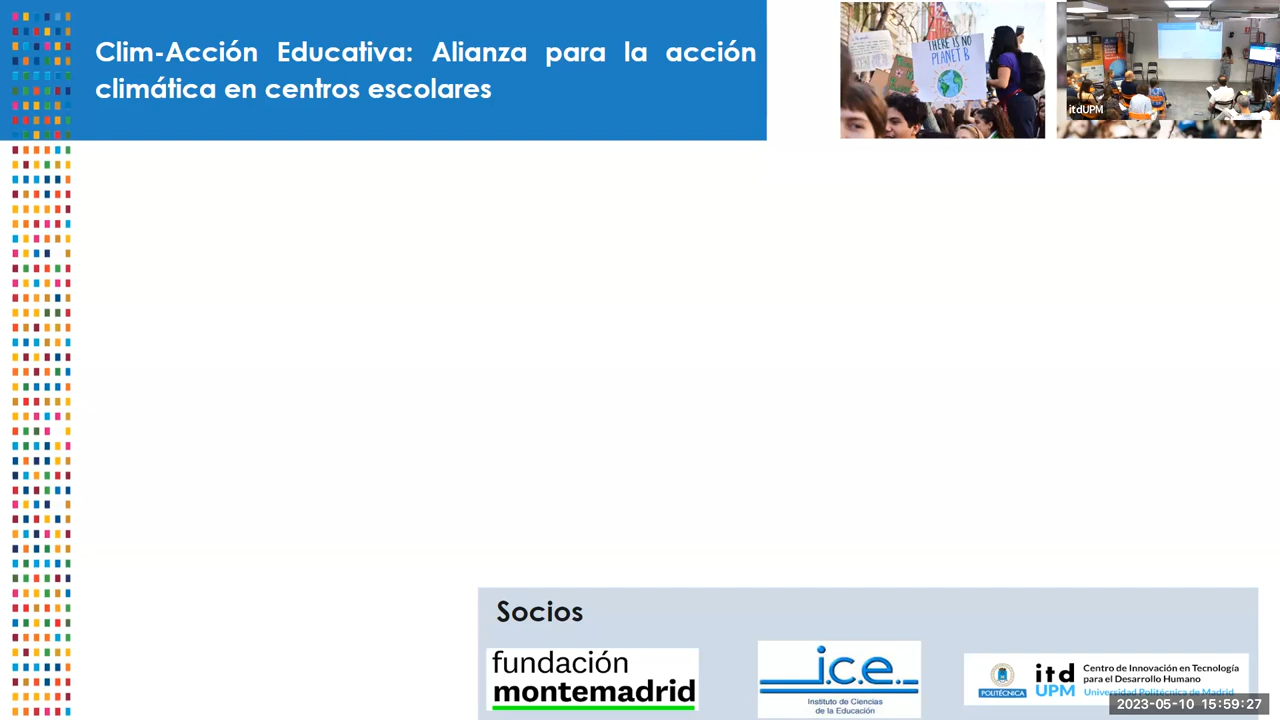 Clim-Acción Educativa: Alianza para la acción
climática en centros escolares
THERE IS NO
PLANET B
itdUPM
Socios
fundación
montemadrid
i.c.e.
Instituto de Ciencias
de la Educación
POLITÉCNICA
itd
UPM
Centro de Innovación en Tecnología
para el Desarrollo Humano
Universidad Politécnica de Madrid
2023-05-10 15:59:27